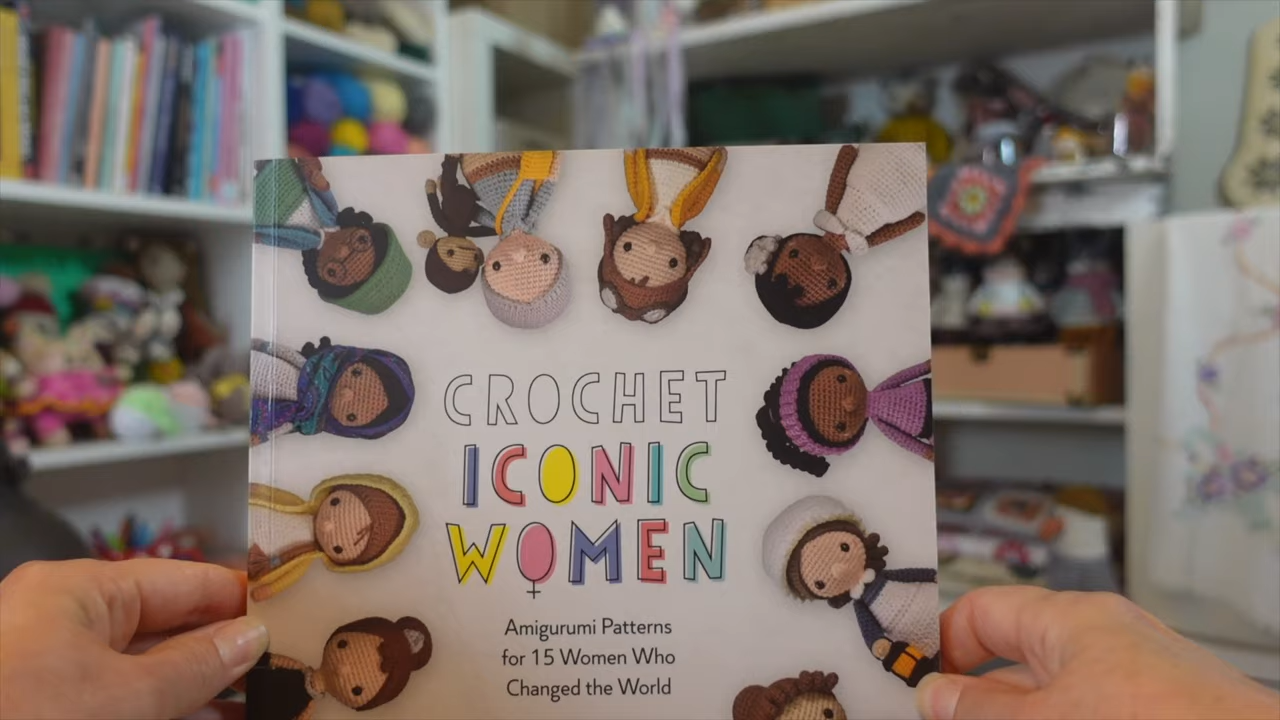 CROCHET
ICONIC
WOMEN
Amigurumi Patterns
for 15 Women Who
Changed the World